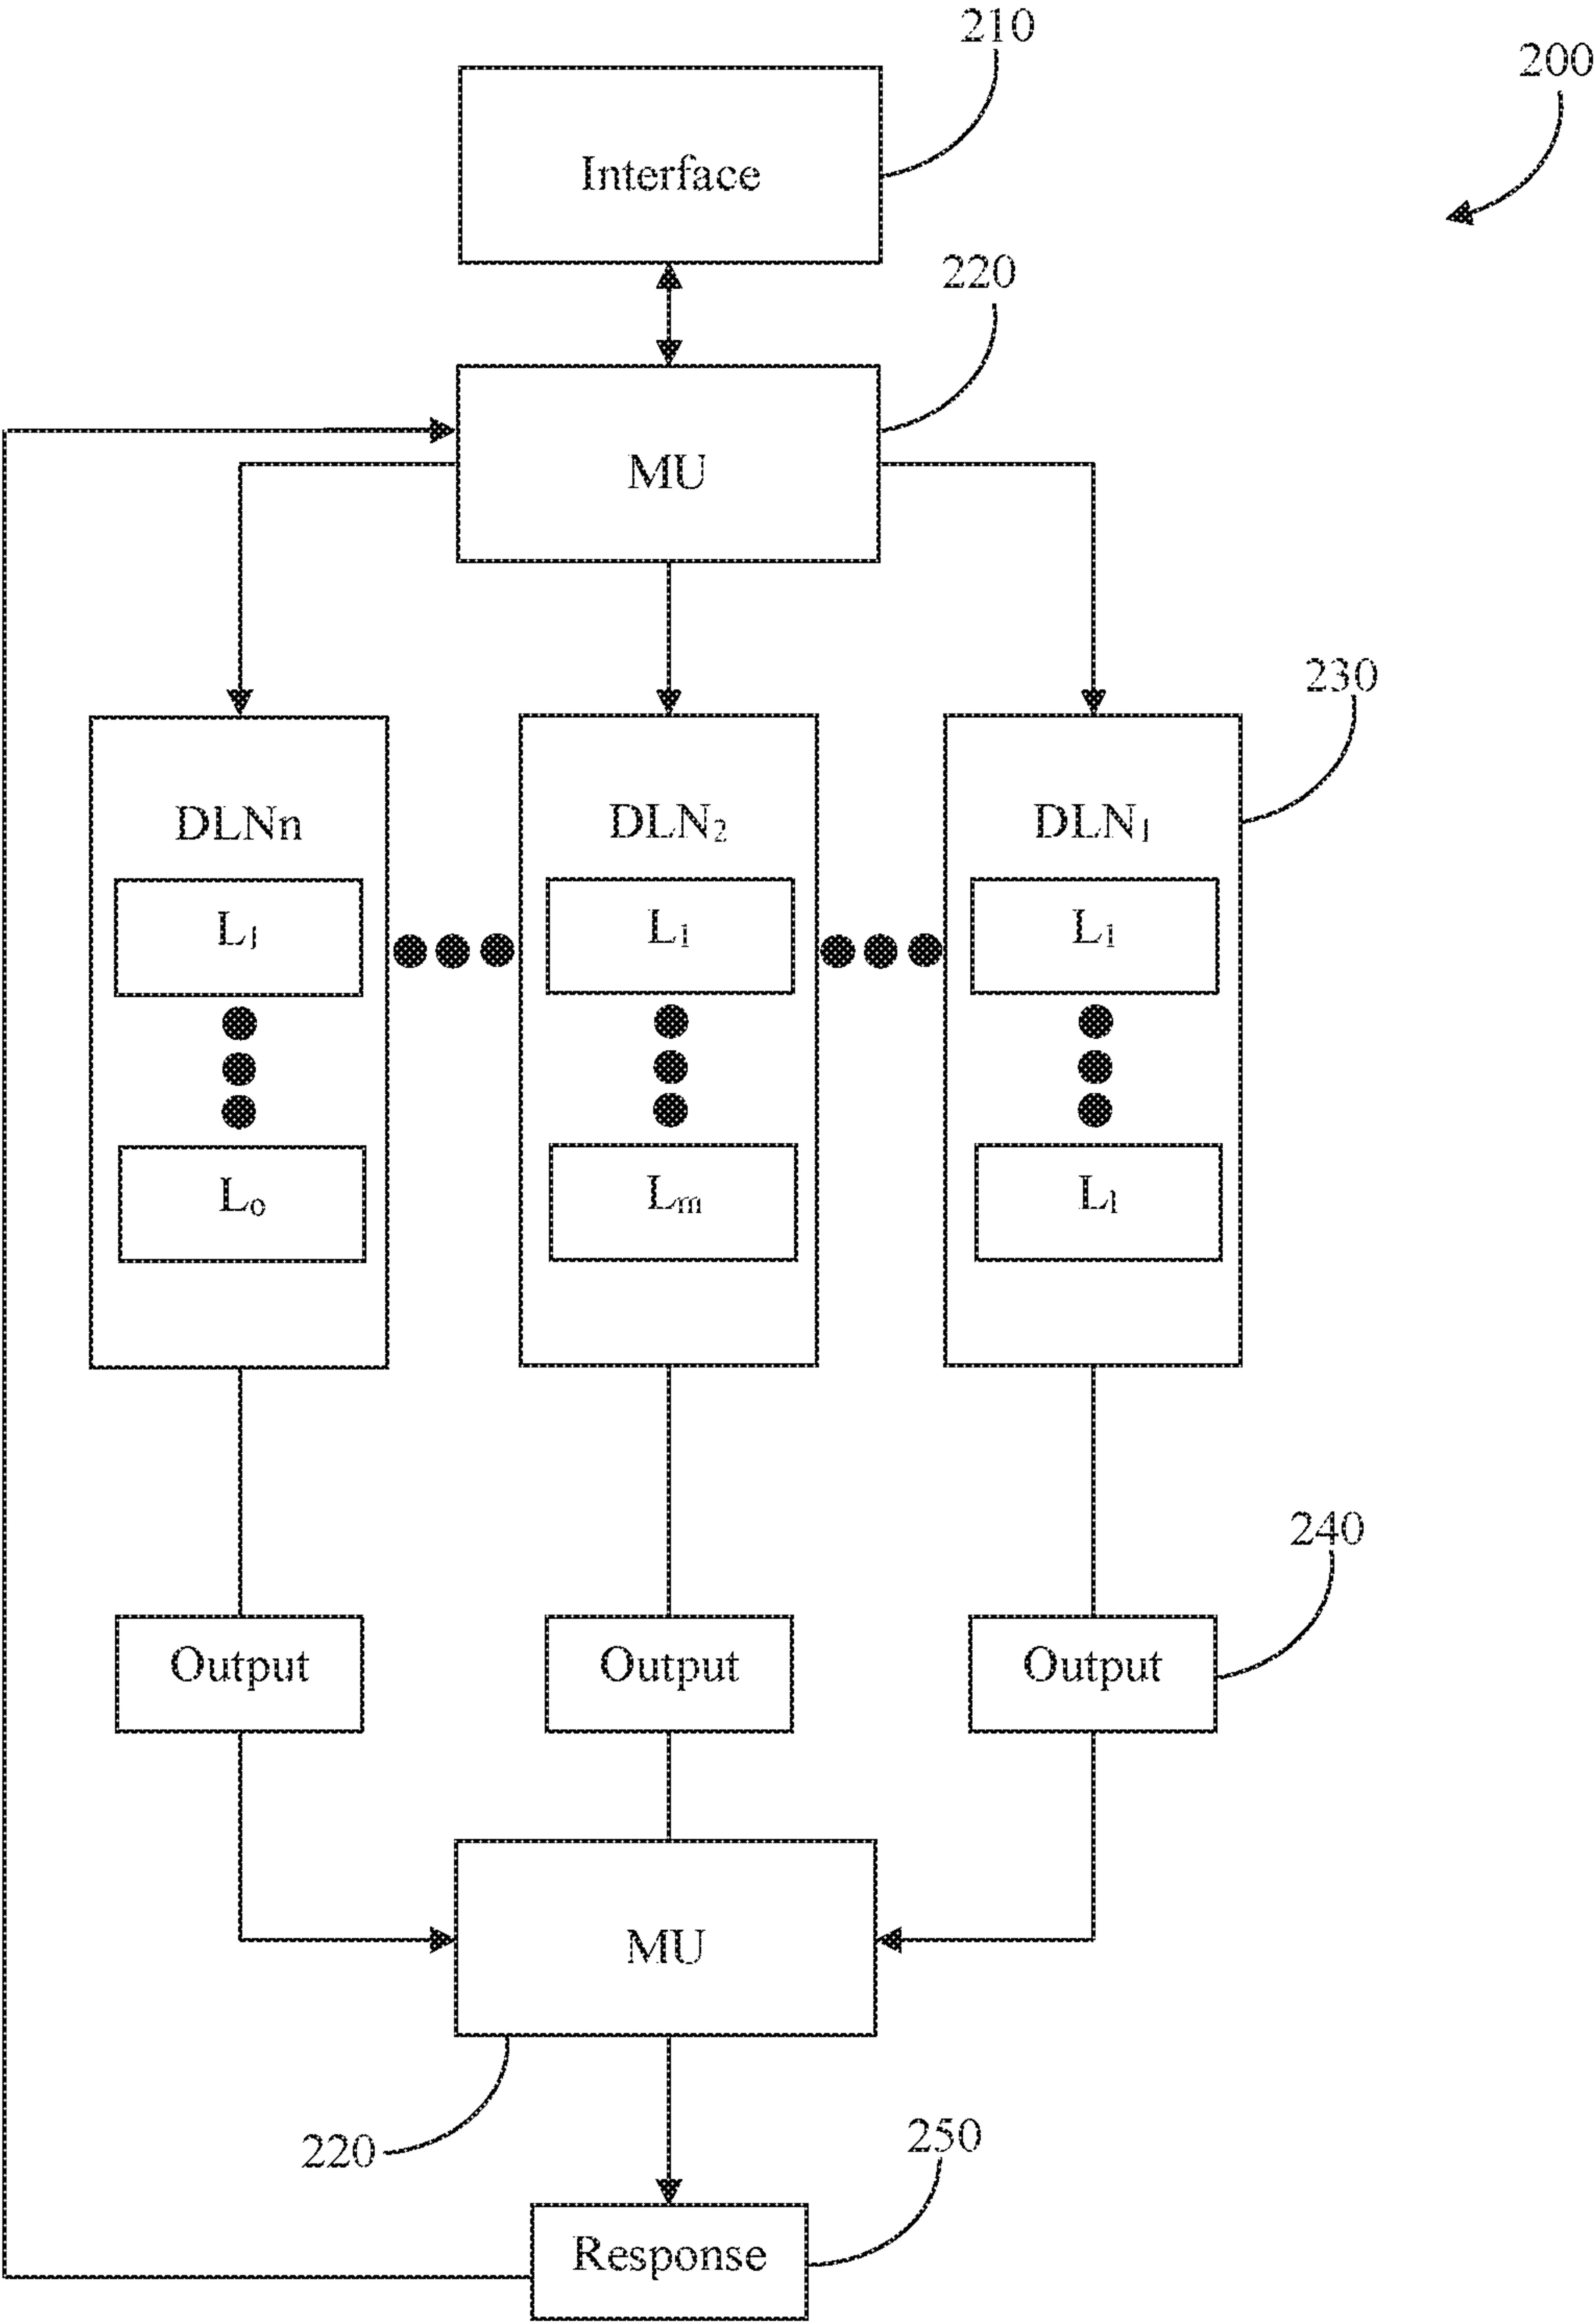 210
200
Interface
220
MU
230
DLNn
DLN₂
DLN₁
L₁
L₁
L₁
Lₒ
Lₘ
Lₗ
240
Output
Output
Output
MU
220
250
Response